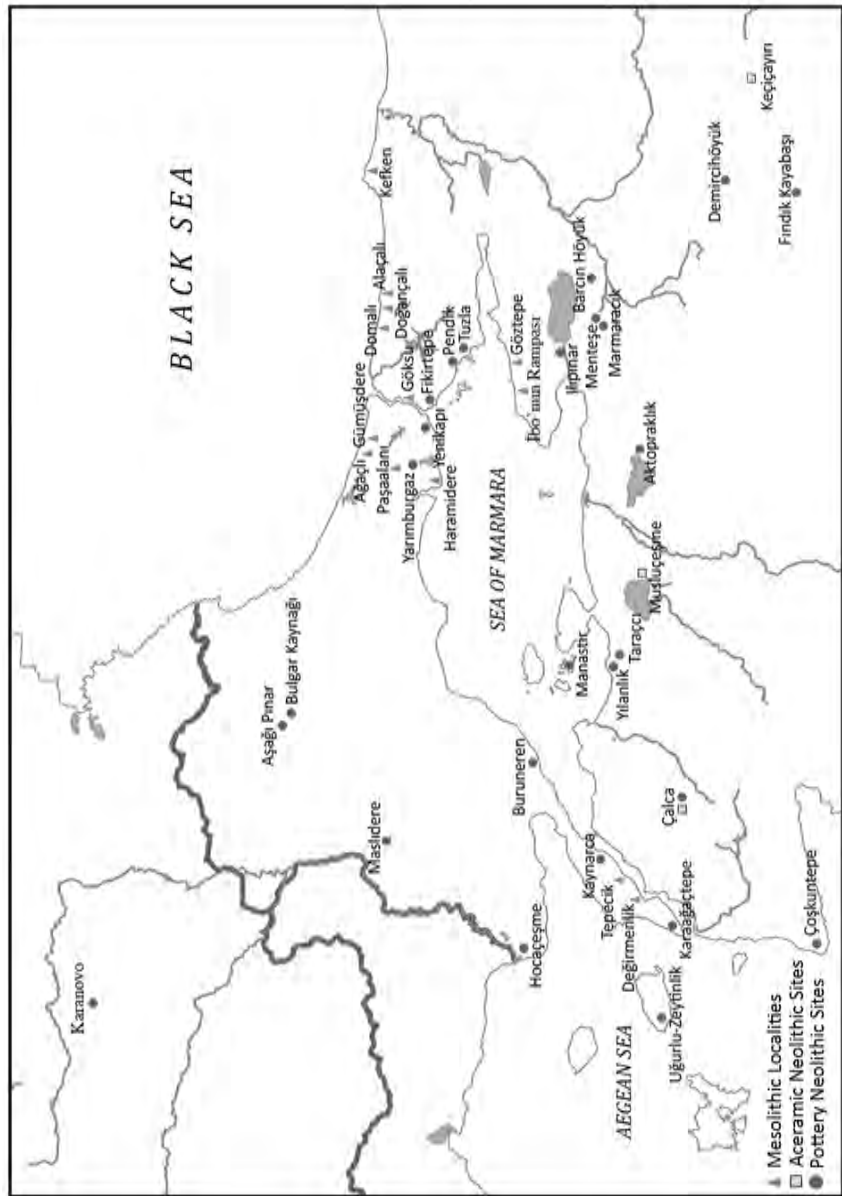 BLACK SEA
Karanovo
Kefken
Alaçalı
Doğançalı
Domalı
Gümüşdere
Ağaçlı
Göksu
Fikirtepe
Pendik
Tuzla
Paşaalanı
Yarımburgaz
Yenikapı
Haramidere
Aşağı Pınar
Bulgar Kaynağı
Maslıdere
SEA OF MARMARA
Göztepe
İbo'nun Rampası
Ilıpınar
Menteşe
Barcın Höyük
Marmaracık
Demircihöyük
Keçiçayırı
Fındık Kayabaşı
Aktopraklık
Musluçeşme
Manastır
Yılanlık
Taraçcı
Buruneren
Hocaçeşme
Kaynarca
Tepecik
Değirmenlik
Karaağaçtepe
Çalca
Uğurlu-Zeytinlik
Çoşkuntepe
AEGEAN SEA
Mesolithic Localities
Aceramic Neolithic Sites
Pottery Neolithic Sites